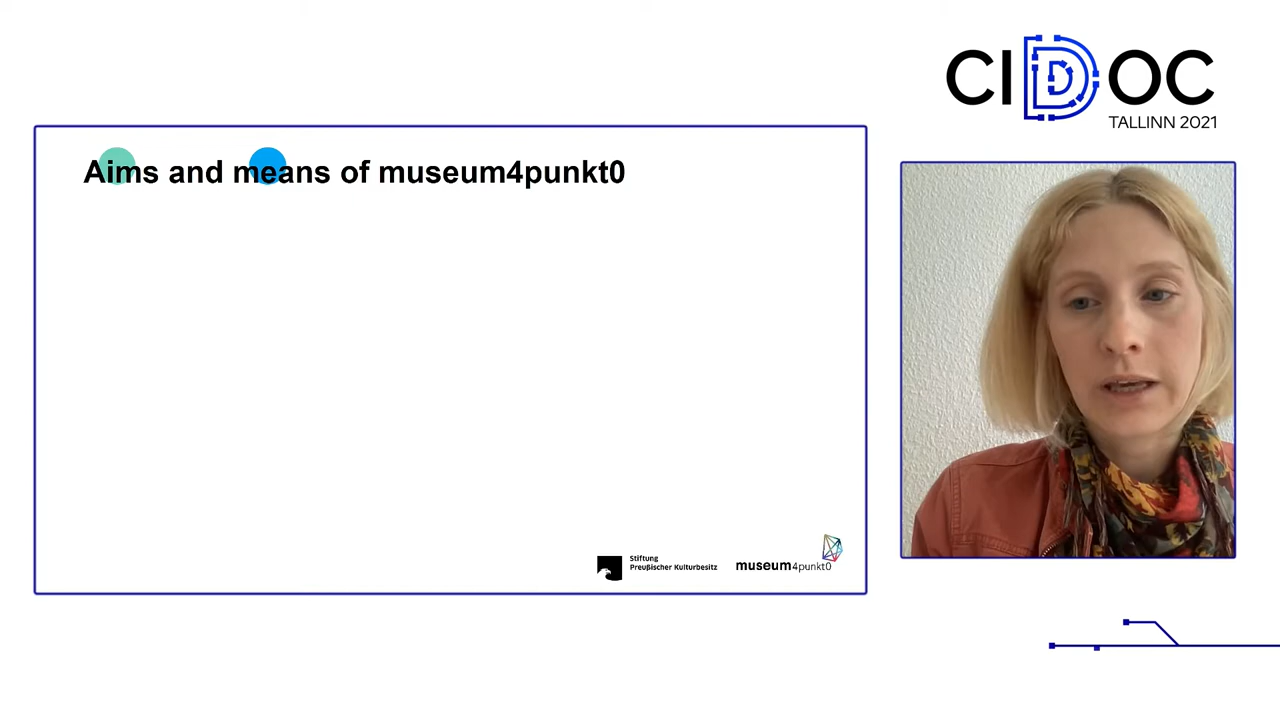 CIDOC
TALLINN 2021
Aims and means of museum4punkt0
Stiftung
Preußischer Kulturbesitz
museum4punkt0